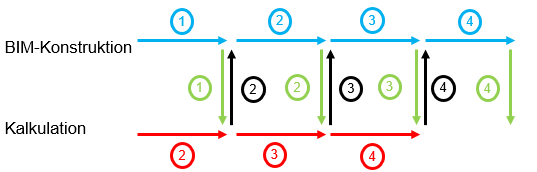 1 2 3 4
BIM-Konstruktion
1 2 2 3 3 4 4
Kalkulation
2 3 4